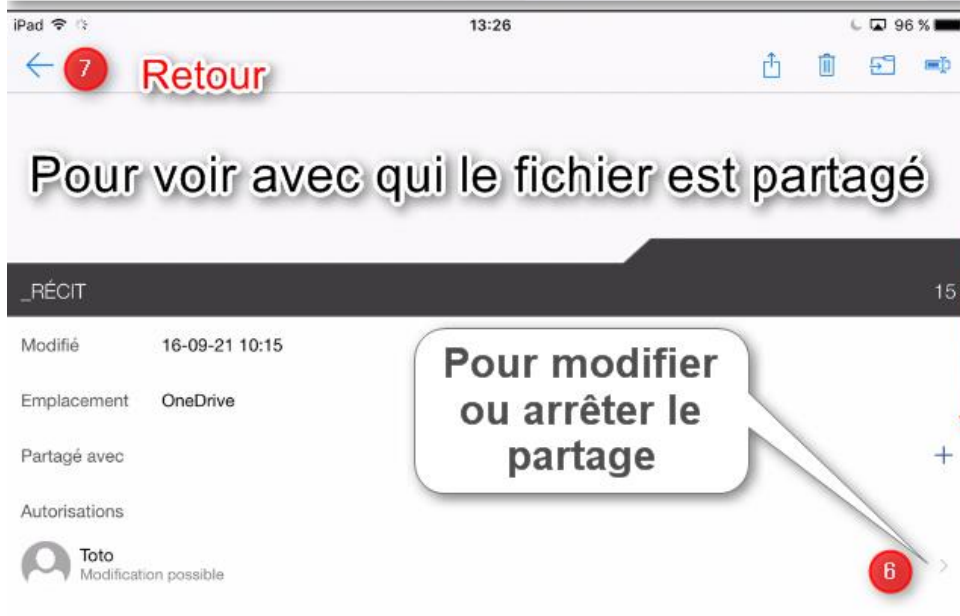 iPad 13:26 96 %
7 Retour
Pour voir avec qui le fichier est partagé
_RÉCIT 15
Modifié 16-09-21 10:15
Emplacement OneDrive
Partagé avec +
Autorisations
Toto
Modification possible
Pour modifier
ou arrêter le
partage
6